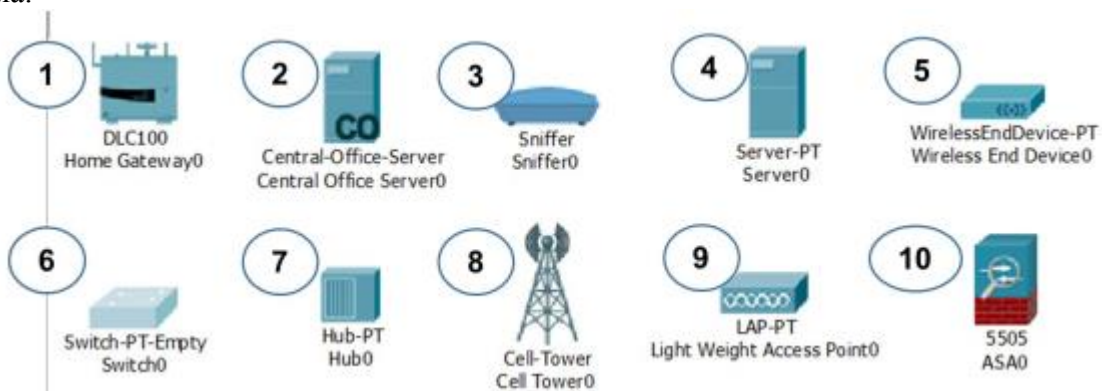 1
DLC100
Home Gateway0
2
CO
Central-Office-Server
Central Office Server0
3
Sniffer
Sniffer0
4
Server-PT
Server0
5
WirelessEndDevice-PT
Wireless End Device0
6
Switch-PT-Empty
Switch0
7
Hub-PT
Hub0
8
Cell-Tower
Cell Tower0
9
LAP-PT
Light Weight Access Point0
10
5505
ASA0